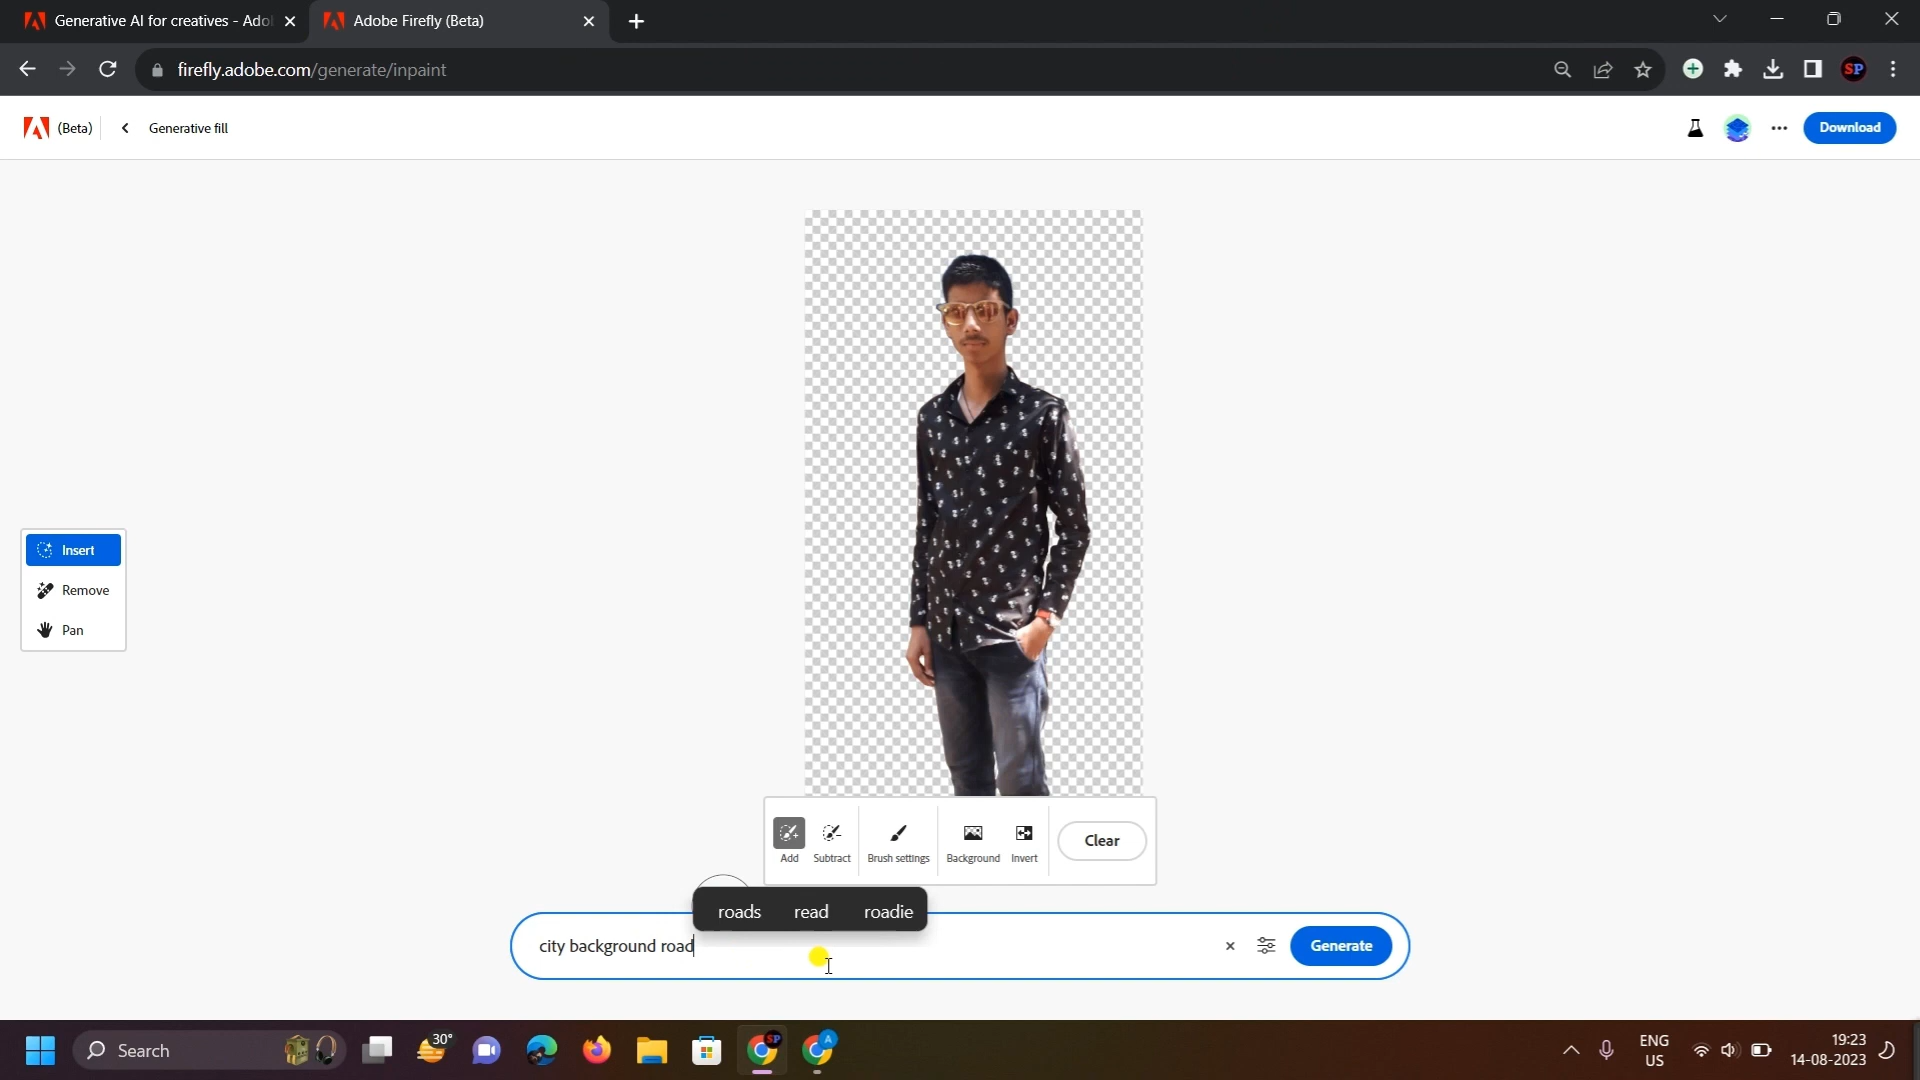 Generative AI for creatives - Ado
Adobe Firefly (Beta)
firefly.adobe.com/generate/inpaint
SP
(Beta)
Generative fill
Download
Insert
Remove
Pan
Add
Subtract
Brush settings
Background
Invert
Clear
roads read roadie
city background road
Generate
Search
30°
SP
A
ENG
US
19:23
14-08-2023